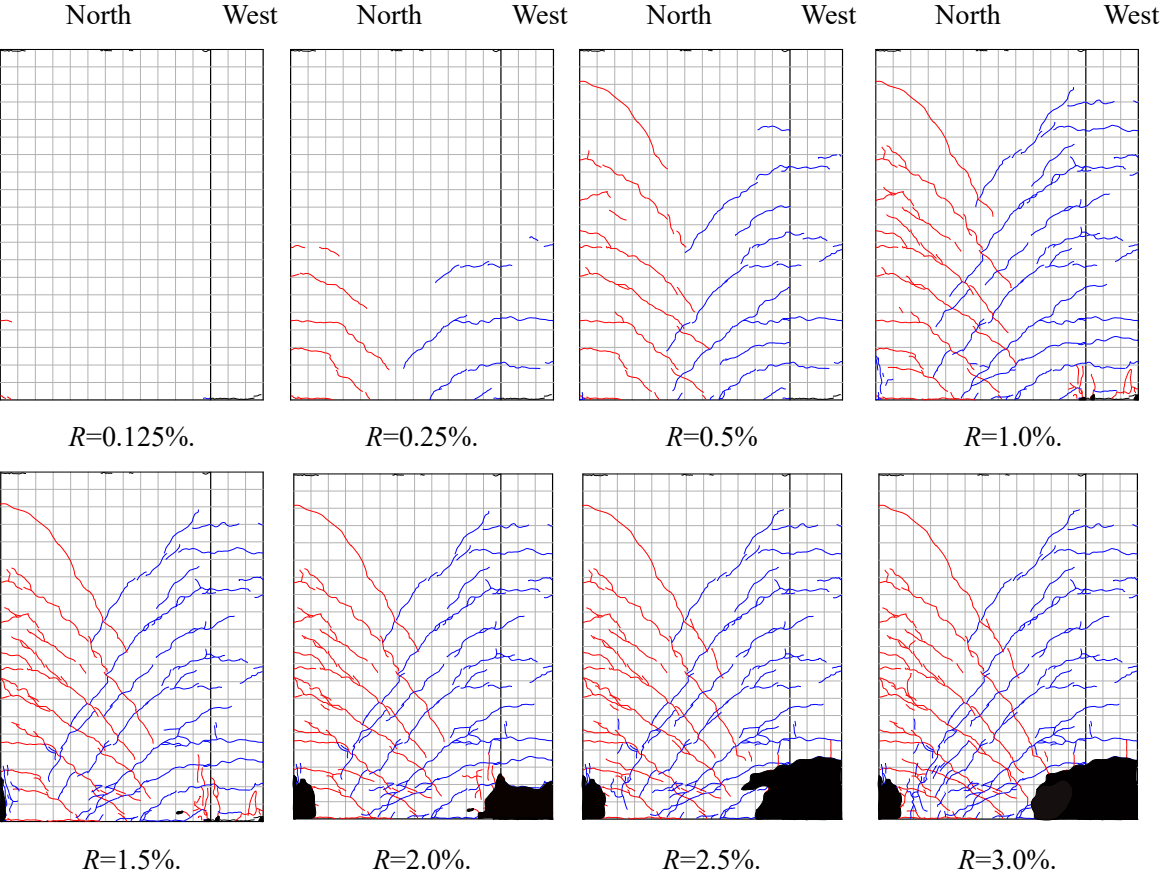 North West North West North West North West
R=0.125%. R=0.25%. R=0.5% R=1.0%.
R=1.5%. R=2.0%. R=2.5%. R=3.0%.